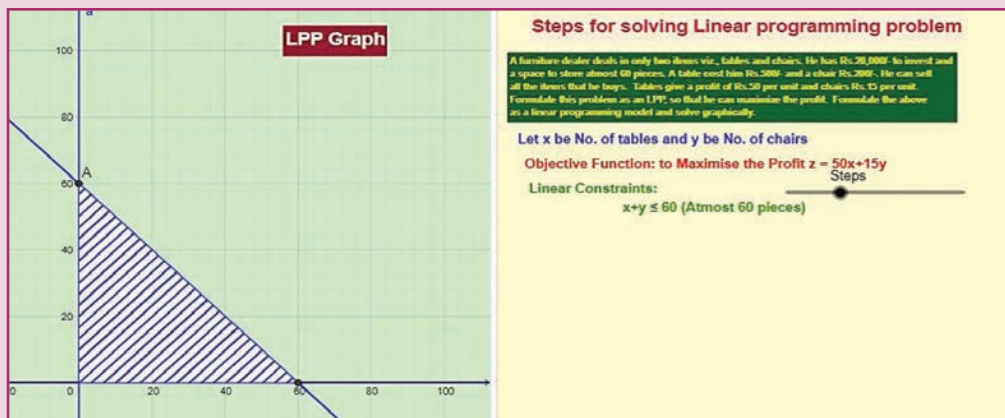 a
LPP Graph
100
80
60
A
40
20
0
0
20
40
60
80
100
Steps for solving Linear programming problem
A furniture dealer deals in only two items viz., tables and chairs. He has Rs.20,000/- to invest and
a space to store atmost 60 pieces. A table cost him Rs.500/- and a chair Rs.200/-. He can sell
all the items that he buys. Tables give a profit of Rs.50 per unit and chairs Rs.15 per unit.
Formulate this problem as an LPP, so that he can maximize the profit. Formulate the above
as a linear programming model and solve graphically.
Let x be No. of tables and y be No. of chairs
Objective Function: to Maximise the Profit z = 50x+15y
Steps
Linear Constraints:
x+y ≤ 60 (Atmost 60 pieces)